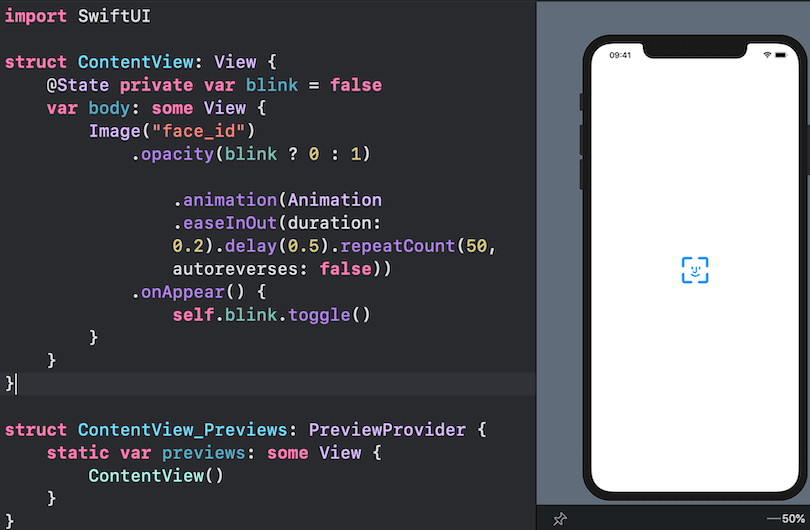 import SwiftUI
struct ContentView: View {
@State private var blink = false
var body: some View {
Image("face_id")
.opacity(blink ? 0 : 1)
.animation(Animation
.easeInOut(duration:
0.2).delay(0.5).repeatCount(50,
autoreverses: false))
.onAppear() {
self.blink.toggle()
}
}
}
struct ContentView_Previews: PreviewProvider {
static var previews: some View {
ContentView()
}
}
09:41
50%